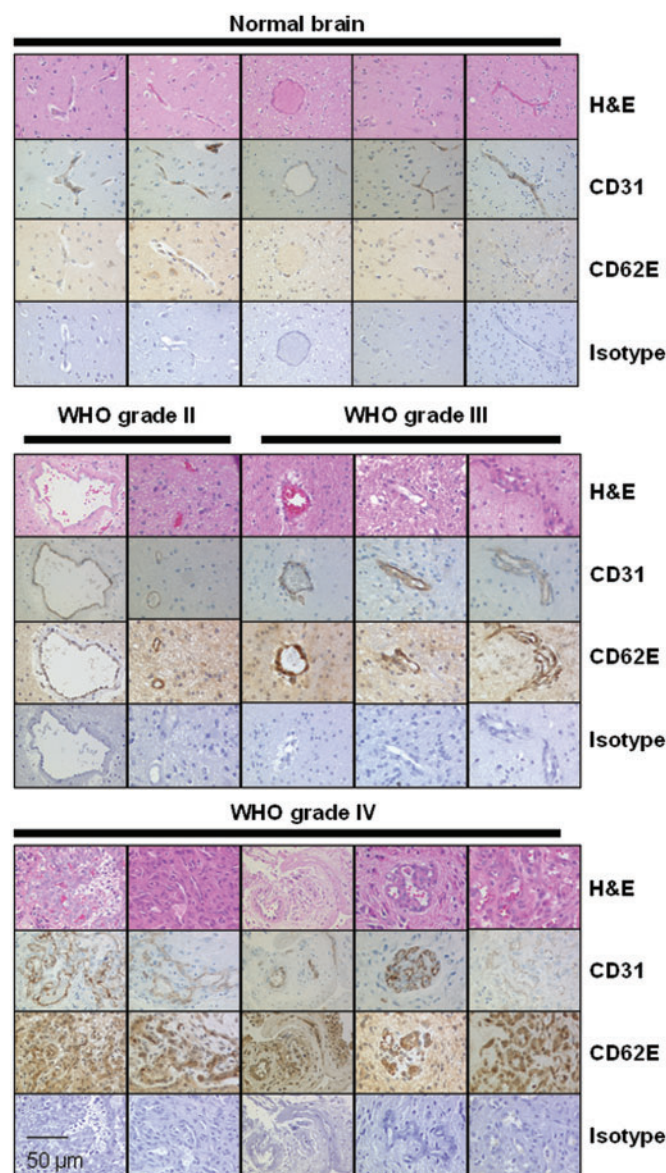 Normal brain
H&E
CD31
CD62E
Isotype
WHO grade II WHO grade III
H&E
CD31
CD62E
Isotype
WHO grade IV
H&E
CD31
CD62E
Isotype
50 µm